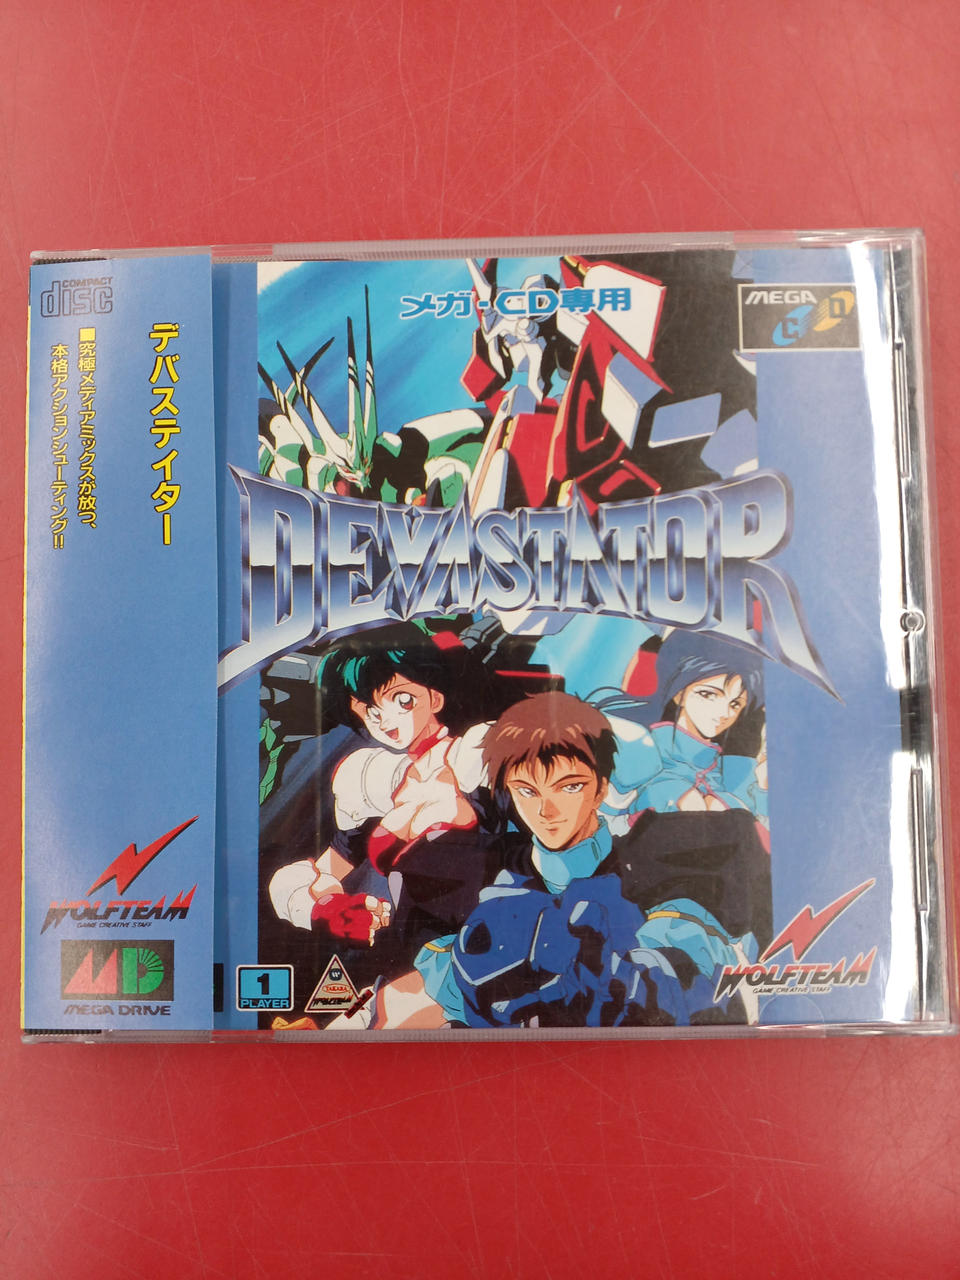 COMPACT
disc
デバステイター
■究極メディアミックスが放つ、
本格アクションシューティング!!
WOLFTEAM
GAME CREATIVE STAFF
MD
MEGA DRIVE
メガ-CD専用
MEGA
CD
DEVASTATOR
1
PLAYER
TAKARA
WOLFTEAM
WOLFTEAM
GAME CREATIVE STAFF